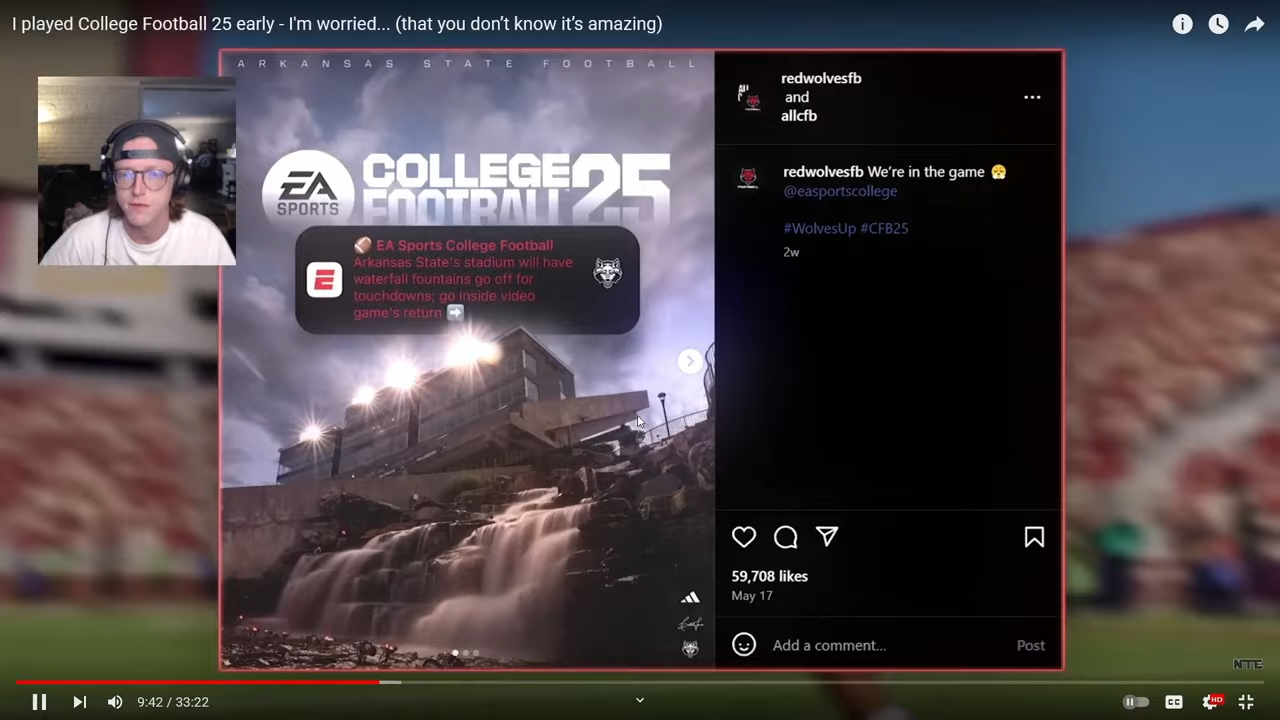 I played College Football 25 early - I'm worried... (that you don’t know it’s amazing)
ARKANSAS STATE FOOTBALL
EA
SPORTS
COLLEGE
FOOTBALL 25
🏈 EA Sports College Football
Arkansas State's stadium will have
waterfall fountains go off for
touchdowns; go inside video
game's return ➡️
redwolvesfb
and
allcfb
redwolvesfb We’re in the game 😤
@easportscollege
#WolvesUp #CFB25
2w
59,708 likes
May 17
Add a comment...
Post
NTE
9:42 / 33:22
CC
HD